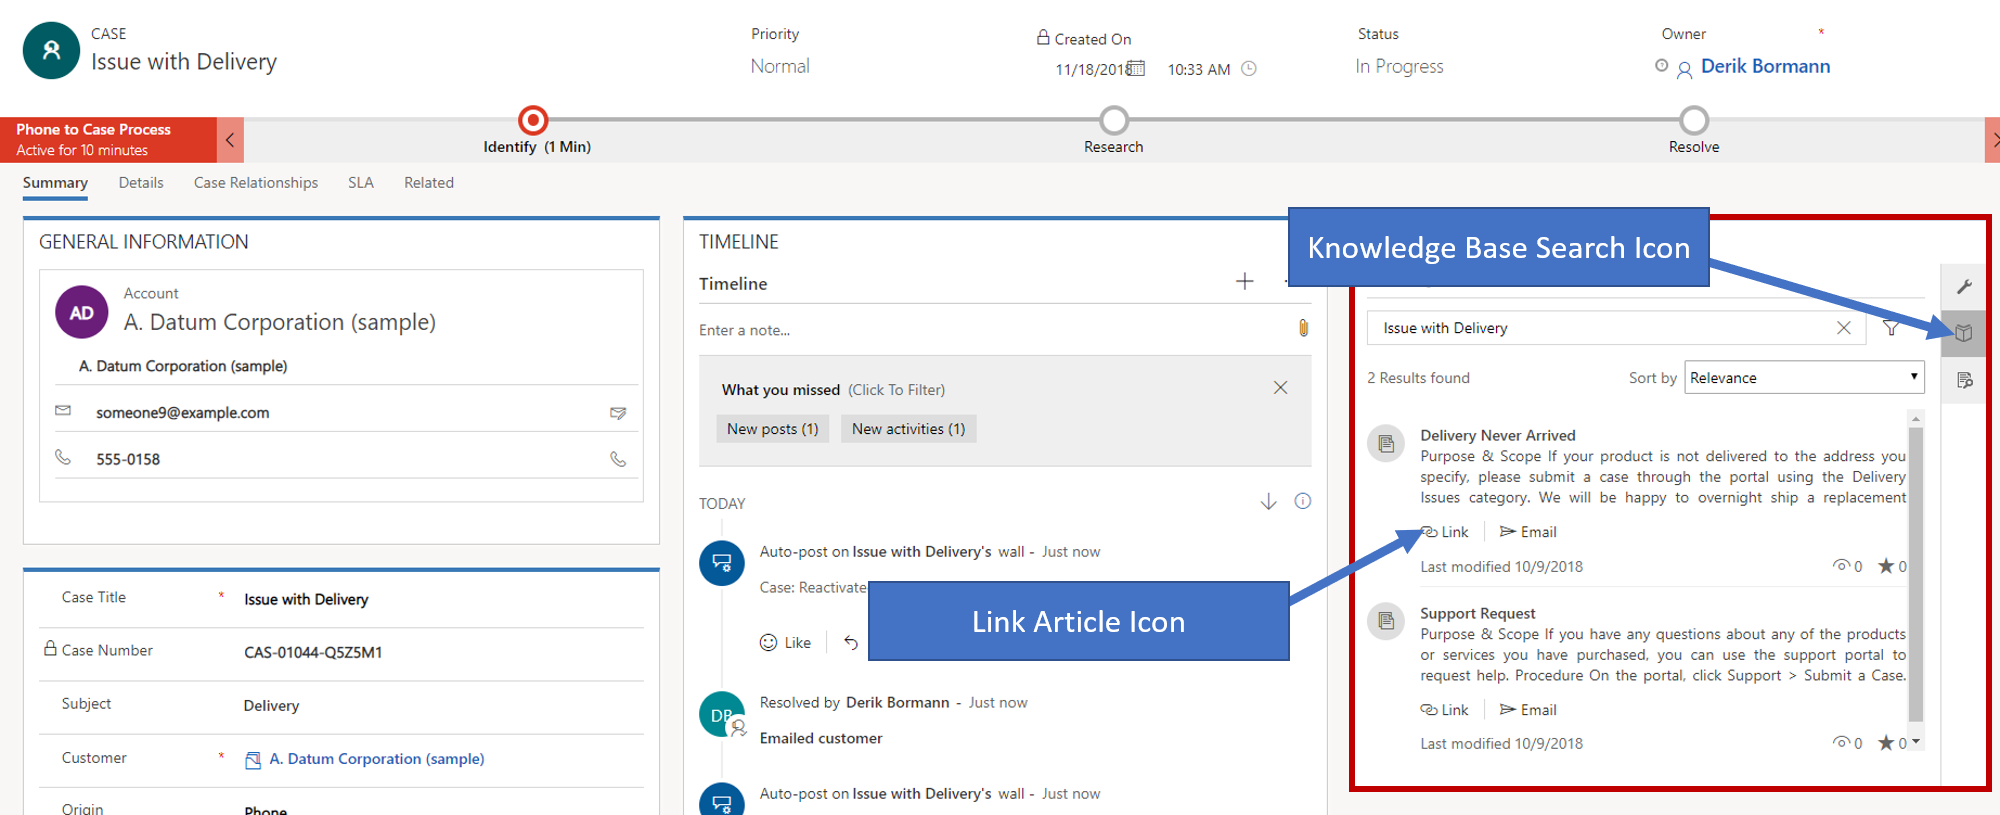 CASE
Issue with Delivery
Priority
Normal
Created On
11/18/2018 10:33 AM
Status
In Progress
Owner *
Derik Bormann
Phone to Case Process
Active for 10 minutes
Identify (1 Min)
Research
Resolve
Summary Details Case Relationships SLA Related
GENERAL INFORMATION
AD
Account
A. Datum Corporation (sample)
A. Datum Corporation (sample)
someone9@example.com
555-0158
Case Title * Issue with Delivery
Case Number CAS-01044-Q5Z5M1
Subject Delivery
Customer * A. Datum Corporation (sample)
Origin Phone
TIMELINE
Timeline
Enter a note...
What you missed (Click To Filter)
New posts (1) New activities (1)
TODAY
Auto-post on Issue with Delivery's wall - Just now
Case: Reactivate
Like
Resolved by Derik Bormann - Just now
Emailed customer
Auto-post on Issue with Delivery's wall - Just now
Knowledge Base Search Icon
Link Article Icon
Issue with Delivery
2 Results found Sort by Relevance
Delivery Never Arrived
Purpose & Scope If your product is not delivered to the address you
specify, please submit a case through the portal using the Delivery
Issues category. We will be happy to overnight ship a replacement
Link Email
Last modified 10/9/2018 0 0
Support Request
Purpose & Scope If you have any questions about any of the products
or services you have purchased, you can use the support portal to
request help. Procedure On the portal, click Support > Submit a Case.
Link Email
Last modified 10/9/2018 0 0